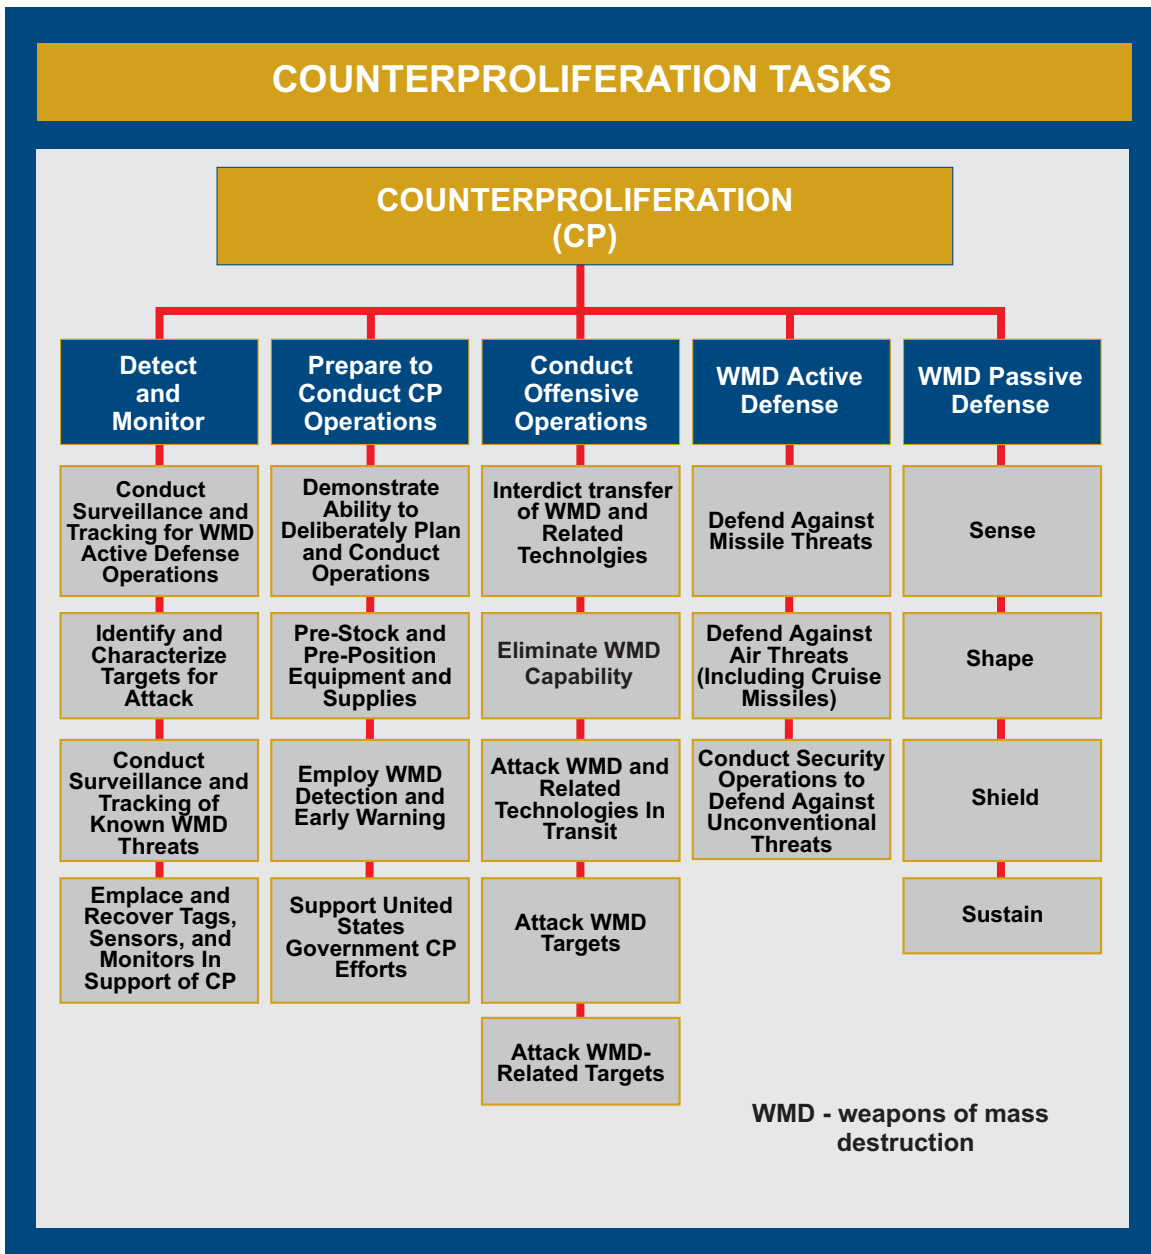 COUNTERPROLIFERATION TASKS
COUNTERPROLIFERATION
(CP)
Detect
and
Monitor
Conduct
Surveillance and
Tracking for WMD
Active Defense
Operations
Identify and
Characterize
Targets for
Attack
Conduct
Surveillance and
Tracking of
Known WMD
Threats
Emplace and
Recover Tags,
Sensors, and
Monitors In
Support of CP
Prepare to
Conduct CP
Operations
Demonstrate
Ability to
Deliberately Plan
and Conduct
Operations
Pre-Stock and
Pre-Position
Equipment and
Supplies
Employ WMD
Detection and
Early Warning
Support United
States
Government CP
Efforts
Conduct
Offensive
Operations
Interdict transfer
of WMD and
Related
Technolgies
Eliminate WMD
Capability
Attack WMD and
Related
Technologies In
Transit
Attack WMD
Targets
Attack WMD-
Related Targets
WMD Active
Defense
Defend Against
Missile Threats
Defend Against
Air Threats
(Including Cruise
Missiles)
Conduct Security
Operations to
Defend Against
Unconventional
Threats
WMD Passive
Defense
Sense
Shape
Shield
Sustain
WMD - weapons of mass
destruction